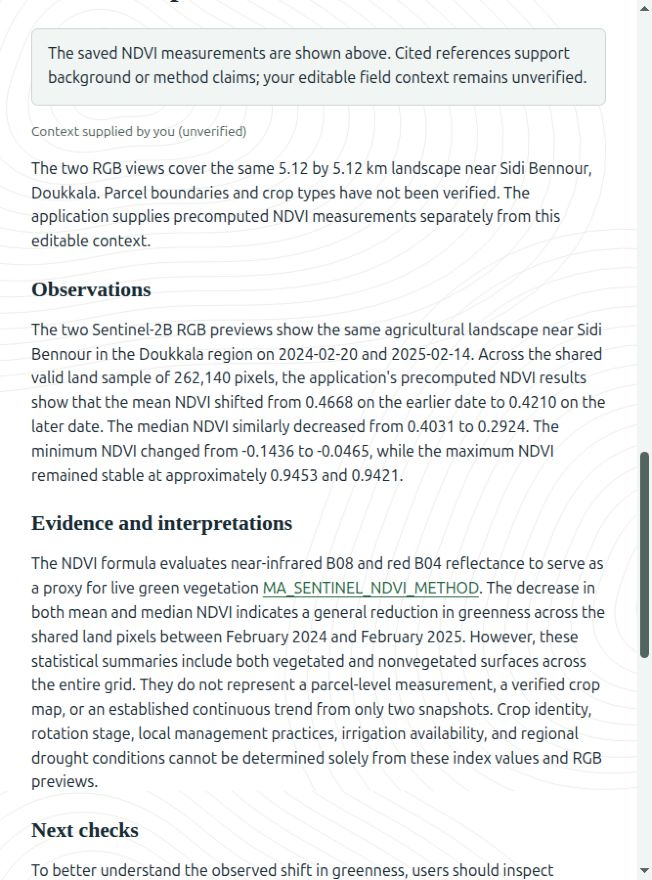 The saved NDVI measurements are shown above. Cited references support
background or method claims; your editable field context remains unverified.
Context supplied by you (unverified)
The two RGB views cover the same 5.12 by 5.12 km landscape near Sidi Bennour,
Doukkala. Parcel boundaries and crop types have not been verified. The
application supplies precomputed NDVI measurements separately from this
editable context.
Observations
The two Sentinel-2B RGB previews show the same agricultural landscape near Sidi
Bennour in the Doukkala region on 2024-02-20 and 2025-02-14. Across the shared
valid land sample of 262,140 pixels, the application's precomputed NDVI results
show that the mean NDVI shifted from 0.4668 on the earlier date to 0.4210 on the
later date. The median NDVI similarly decreased from 0.4031 to 0.2924. The
minimum NDVI changed from -0.1436 to -0.0465, while the maximum NDVI
remained stable at approximately 0.9453 and 0.9421.
Evidence and interpretations
The NDVI formula evaluates near-infrared B08 and red B04 reflectance to serve as
a proxy for live green vegetation MA_SENTINEL_NDVI_METHOD. The decrease in
both mean and median NDVI indicates a general reduction in greenness across the
shared land pixels between February 2024 and February 2025. However, these
statistical summaries include both vegetated and nonvegetated surfaces across
the entire grid. They do not represent a parcel-level measurement, a verified crop
map, or an established continuous trend from only two snapshots. Crop identity,
rotation stage, local management practices, irrigation availability, and regional
drought conditions cannot be determined solely from these index values and RGB
previews.
Next checks
To better understand the observed shift in greenness, users should inspect